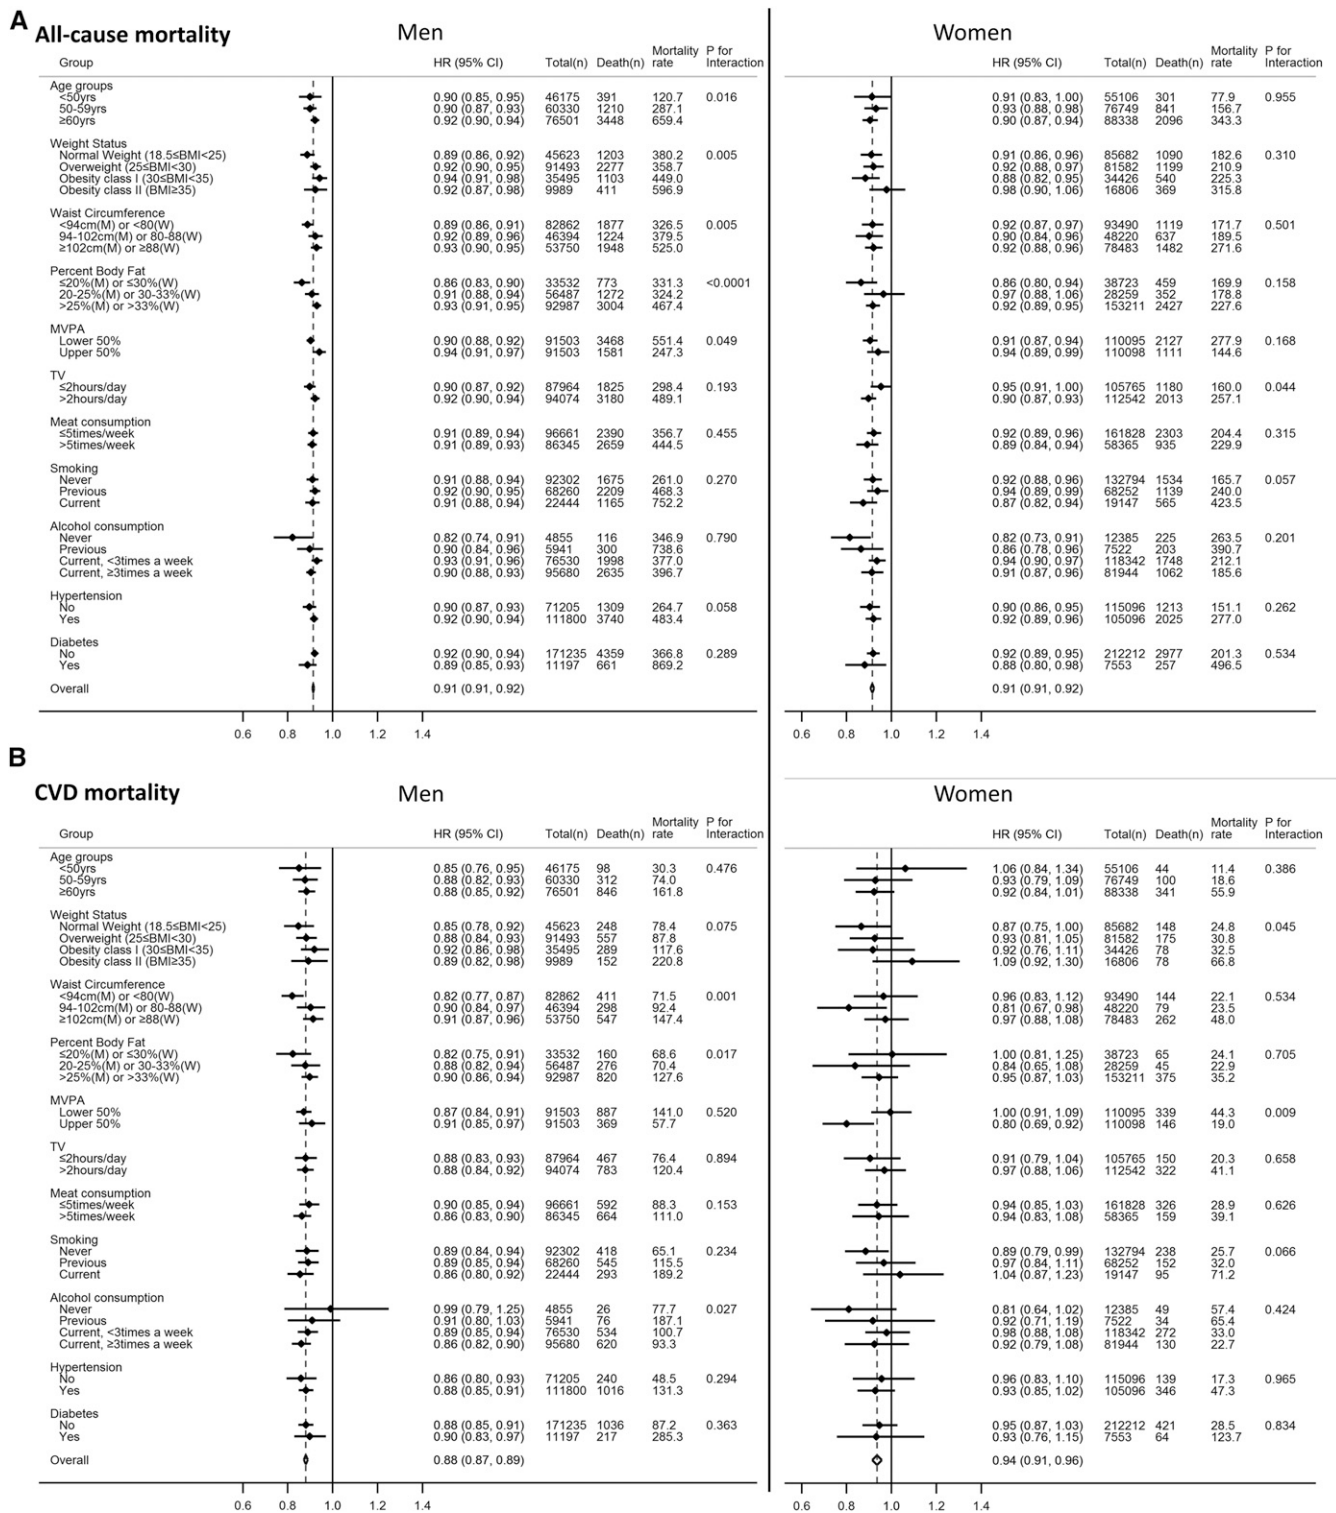 A
All-cause mortality Men Women
Group HR (95% CI) Total(n) Death(n) Mortality rate P for Interaction HR (95% CI) Total(n) Death(n) Mortality rate P for Interaction
Age groups
<50yrs 0.90 (0.85, 0.95) 46175 391 120.7 0.016 0.91 (0.83, 1.00) 55106 301 77.9 0.955
50-59yrs 0.90 (0.87, 0.93) 60330 1210 287.1 0.93 (0.88, 0.98) 76749 841 156.7
≥60yrs 0.92 (0.90, 0.94) 76501 3448 659.4 0.90 (0.87, 0.94) 88338 2096 343.3
Weight Status
Normal Weight (18.5≤BMI<25) 0.89 (0.86, 0.92) 45623 1203 380.2 0.005 0.91 (0.86, 0.96) 85682 1090 182.6 0.310
Overweight (25≤BMI<30) 0.92 (0.90, 0.95) 91493 2277 358.7 0.92 (0.88, 0.97) 81582 1199 210.9
Obesity class I (30≤BMI<35) 0.94 (0.91, 0.98) 35495 1103 449.0 0.88 (0.82, 0.95) 34426 540 225.3
Obesity class II (BMI≥35) 0.92 (0.87, 0.98) 9989 411 596.9 0.98 (0.90, 1.06) 16806 369 315.8
Waist Circumference
<94cm(M) or <80(W) 0.89 (0.86, 0.91) 82862 1877 326.5 0.005 0.92 (0.87, 0.97) 93490 1119 171.7 0.501
94-102cm(M) or 80-88(W) 0.92 (0.89, 0.96) 46394 1224 379.5 0.90 (0.84, 0.96) 48220 637 189.5
≥102cm(M) or ≥88(W) 0.93 (0.90, 0.95) 53750 1948 525.0 0.92 (0.88, 0.96) 78483 1482 271.6
Percent Body Fat
≤20%(M) or ≤30%(W) 0.86 (0.83, 0.90) 33532 773 331.3 <0.0001 0.86 (0.80, 0.94) 38723 459 169.9 0.158
20-25%(M) or 30-33%(W) 0.91 (0.88, 0.94) 56487 1272 324.2 0.97 (0.88, 1.06) 28259 352 178.8
>25%(M) or >33%(W) 0.93 (0.91, 0.95) 92987 3004 467.4 0.92 (0.89, 0.95) 153211 2427 227.6
MVPA
Lower 50% 0.90 (0.88, 0.92) 91503 3468 551.4 0.049 0.91 (0.87, 0.94) 110095 2127 277.9 0.168
Upper 50% 0.94 (0.91, 0.97) 91503 1581 247.3 0.94 (0.89, 0.99) 110098 1111 144.6
TV
≤2hours/day 0.90 (0.87, 0.92) 87964 1825 298.4 0.193 0.95 (0.91, 1.00) 105765 1180 160.0 0.044
>2hours/day 0.92 (0.90, 0.94) 94074 3180 489.1 0.90 (0.87, 0.93) 112542 2013 257.1
Meat consumption
≤5times/week 0.91 (0.89, 0.94) 96661 2390 356.7 0.455 0.92 (0.89, 0.96) 161828 2303 204.4 0.315
>5times/week 0.91 (0.89, 0.93) 86345 2659 444.5 0.89 (0.84, 0.94) 58365 935 229.9
Smoking
Never 0.91 (0.88, 0.94) 92302 1675 261.0 0.270 0.92 (0.88, 0.96) 132794 1534 165.7 0.057
Previous 0.92 (0.90, 0.95) 68260 2209 468.3 0.94 (0.89, 0.99) 68252 1139 240.0
Current 0.91 (0.88, 0.94) 22444 1165 752.2 0.87 (0.82, 0.94) 19147 565 423.5
Alcohol consumption
Never 0.82 (0.74, 0.91) 4855 116 346.9 0.790 0.82 (0.73, 0.91) 12385 225 263.5 0.201
Previous 0.90 (0.84, 0.96) 5941 300 738.6 0.86 (0.78, 0.96) 7522 203 390.7
Current, <3times a week 0.93 (0.91, 0.96) 76530 1998 377.0 0.94 (0.90, 0.97) 118342 1748 212.1
Current, ≥3times a week 0.90 (0.88, 0.93) 95680 2635 396.7 0.91 (0.87, 0.96) 81944 1062 185.6
Hypertension
No 0.90 (0.87, 0.93) 71205 1309 264.7 0.058 0.90 (0.86, 0.95) 115096 1213 151.1 0.262
Yes 0.92 (0.90, 0.94) 111800 3740 483.4 0.92 (0.89, 0.96) 105096 2025 277.0
Diabetes
No 0.92 (0.90, 0.94) 171235 4359 366.8 0.289 0.92 (0.89, 0.95) 212212 2977 201.3 0.534
Yes 0.89 (0.85, 0.93) 11197 661 869.2 0.88 (0.80, 0.98) 7553 257 496.5
Overall 0.91 (0.91, 0.92) 0.91 (0.91, 0.92)
0.6 0.8 1.0 1.2 1.4 0.6 0.8 1.0 1.2 1.4
B
CVD mortality Men Women
Group HR (95% CI) Total(n) Death(n) Mortality rate P for Interaction HR (95% CI) Total(n) Death(n) Mortality rate P for Interaction
Age groups
<50yrs 0.85 (0.76, 0.95) 46175 98 30.3 0.476 1.06 (0.84, 1.34) 55106 44 11.4 0.386
50-59yrs 0.88 (0.82, 0.93) 60330 312 74.0 0.93 (0.79, 1.09) 76749 100 18.6
≥60yrs 0.88 (0.85, 0.92) 76501 846 161.8 0.92 (0.84, 1.01) 88338 341 55.9
Weight Status
Normal Weight (18.5≤BMI<25) 0.85 (0.78, 0.92) 45623 248 78.4 0.075 0.87 (0.75, 1.00) 85682 148 24.8 0.045
Overweight (25≤BMI<30) 0.88 (0.84, 0.93) 91493 557 87.8 0.93 (0.81, 1.05) 81582 175 30.8
Obesity class I (30≤BMI<35) 0.92 (0.86, 0.98) 35495 289 117.6 0.92 (0.76, 1.11) 34426 78 32.5
Obesity class II (BMI≥35) 0.89 (0.82, 0.98) 9989 152 220.8 1.09 (0.92, 1.30) 16806 78 66.8
Waist Circumference
<94cm(M) or <80(W) 0.82 (0.77, 0.87) 82862 411 71.5 0.001 0.96 (0.83, 1.12) 93490 144 22.1 0.534
94-102cm(M) or 80-88(W) 0.90 (0.84, 0.97) 46394 298 92.4 0.81 (0.67, 0.98) 48220 79 23.5
≥102cm(M) or ≥88(W) 0.91 (0.87, 0.96) 53750 547 147.4 0.97 (0.88, 1.08) 78483 262 48.0
Percent Body Fat
≤20%(M) or ≤30%(W) 0.82 (0.75, 0.91) 33532 160 68.6 0.017 1.00 (0.81, 1.25) 38723 65 24.1 0.705
20-25%(M) or 30-33%(W) 0.88 (0.82, 0.94) 56487 276 70.4 0.84 (0.65, 1.08) 28259 45 22.9
>25%(M) or >33%(W) 0.90 (0.86, 0.94) 92987 820 127.6 0.95 (0.87, 1.03) 153211 375 35.2
MVPA
Lower 50% 0.87 (0.84, 0.91) 91503 887 141.0 0.520 1.00 (0.91, 1.09) 110095 339 44.3 0.009
Upper 50% 0.91 (0.85, 0.97) 91503 369 57.7 0.80 (0.69, 0.92) 110098 146 19.0
TV
≤2hours/day 0.88 (0.83, 0.93) 87964 467 76.4 0.894 0.91 (0.79, 1.04) 105765 150 20.3 0.658
>2hours/day 0.88 (0.84, 0.92) 94074 783 120.4 0.97 (0.88, 1.06) 112542 322 41.1
Meat consumption
≤5times/week 0.90 (0.85, 0.94) 96661 592 88.3 0.153 0.94 (0.85, 1.03) 161828 326 28.9 0.626
>5times/week 0.86 (0.83, 0.90) 86345 664 111.0 0.94 (0.83, 1.08) 58365 159 39.1
Smoking
Never 0.89 (0.84, 0.94) 92302 418 65.1 0.234 0.89 (0.79, 0.99) 132794 238 25.7 0.066
Previous 0.89 (0.85, 0.94) 68260 545 115.5 0.97 (0.84, 1.11) 68252 152 32.0
Current 0.86 (0.80, 0.92) 22444 293 189.2 1.04 (0.87, 1.23) 19147 95 71.2
Alcohol consumption
Never 0.99 (0.79, 1.25) 4855 26 77.7 0.027 0.81 (0.64, 1.02) 12385 49 57.4 0.424
Previous 0.91 (0.80, 1.03) 5941 76 187.1 0.92 (0.71, 1.19) 7522 34 65.4
Current, <3times a week 0.89 (0.85, 0.94) 76530 534 100.7 0.98 (0.88, 1.08) 118342 272 33.0
Current, ≥3times a week 0.86 (0.82, 0.90) 95680 620 93.3 0.92 (0.79, 1.08) 81944 130 22.7
Hypertension
No 0.86 (0.80, 0.93) 71205 240 48.5 0.294 0.96 (0.83, 1.10) 115096 139 17.3 0.965
Yes 0.88 (0.85, 0.91) 111800 1016 131.3 0.93 (0.85, 1.02) 105096 346 47.3
Diabetes
No 0.88 (0.85, 0.91) 171235 1036 87.2 0.363 0.95 (0.87, 1.03) 212212 421 28.5 0.834
Yes 0.90 (0.83, 0.97) 11197 217 285.3 0.93 (0.76, 1.15) 7553 64 123.7
Overall 0.88 (0.87, 0.89) 0.94 (0.91, 0.96)
0.6 0.8 1.0 1.2 1.4 0.6 0.8 1.0 1.2 1.4